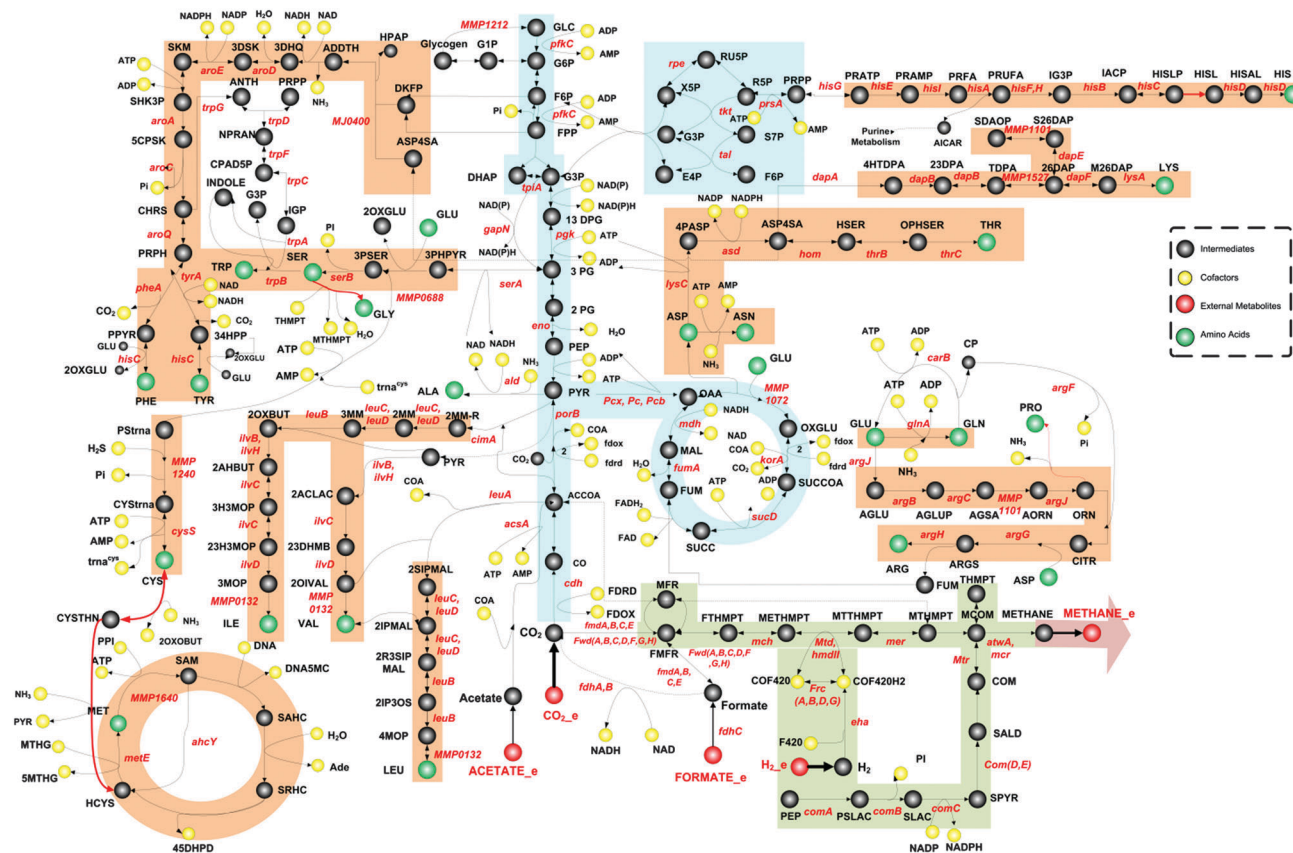 NADPH NADP H₂O NADH NAD
HPAP
MMP1212
GLC
ADP
pfkC
AMP
RU5P
SKM 3DSK 3DHQ ADDTH
Glycogen G1P
G6P
ATP
aroE aroD
ANTH PRPP
NH₃
DKFP
F6P
ADP
Pi
pfkC
AMP
FPP
rpe
X5P R5P PRPP
prsA
tkt
ATP
AMP
G3P S7P
tal
E4P F6P
hisG
PRATP PRAMP PRFA PRUFA IG3P IACP HISLP HISL HISAL HIS
hisE hisI hisA hisF,H hisB hisC hisD hisD
Purine
Metabolism
AICAR
SDAOP S26DAP
MMP1101
dapE
ADP
SHK3P
trpG
aroA
trpD
MJ0400
5CPSK
NPRAN
ASP4SA
trpF
aroC
CPAD5P
INDOLE
G3P
trpC
Pi
CHRS
IGP
2OXGLU
GLU
trpA
aroQ
PI
PRPH
TRP
SER
3PSER
3PHPYR
tyrA
trpB
serB
MMP0688
DHAP
G3P
tpiA
NAD(P)
NAD(P)H
13 DPG
NAD(P)
gapN
pgk
ATP
NAD(P)H
ADP
3 PG
serA
2 PG
eno
H₂O
PEP
ADP
ATP
NAD
NADH
NH₃
ALA
ald
PYR
Pcx, Pc, Pcb
4HTDPA 23DPA TDPA 26DAP M26DAP LYS
dapA dapB dapB MMP1527 dapF lysA
NADP NADPH
4PASP ASP4SA HSER OPHSER THR
asd hom thrB thrC
lysC
ATP
AMP
ASP
ASN
NH₃
GLU
MMP
1072
Intermediates
Cofactors
External Metabolites
Amino Acids
pheA
NAD
NADH
CO₂
CO₂
PPYR
34HPP
GLU
2OXGLU
hisC
hisC
2OXGLU
GLU
PHE
TYR
GLY
THMPT
MTHMPT
H₂O
ATP
AMP
trna^cys
OAA
NADH
mdh
OXGLU
MAL
NAD
COA
2
fdox
CO₂
korA
fdrd
H₂O
fumA
FUM
ATP
ADP
SUCCOA
FADH₂
FAD
sucD
SUCC
ATP
ADP
CP
carB
ATP
ADP
GLU
glnA
GLN
NH₃
PRO
argF
Pi
NH₃
argJ
argB argC MMP
1101
argJ
AGLU AGLUP AGSA AORN ORN
argH argG
ARG ARGS CITR
FUM
ASP
PStrna
H₂S
Pi
MMP
1240
CYStrna
ATP
AMP
cysS
trna^cys
CYS
NH₃
2OXOBUT
2OXBUT 3MM 2MM 2MM-R
leuB
leuC,
leuD
leuC,
leuD
cimA
porB
ilvB,
ilvH
2AHBUT
ilvC
3H3MOP
ilvC
23H3MOP
ilvD
3MOP
MMP0132
ILE
PYR
ilvB,
ilvH
2ACLAC
ilvC
23DHMB
ilvD
2OIVAL
MMP
0132
VAL
COA
leuA
CO₂
2
COA
fdox
fdrd
ACCOA
acsA
ATP
AMP
CO
cdh
FDRD
FDOX
COA
2SIPMAL
leuC,
leuD
2IPMAL
leuC,
leuD
2R3SIP
MAL
leuB
2IP3OS
leuB
4MOP
MMP0132
LEU
Acetate
ACETATE_e
CO₂
CO₂_e
CYSTHN
PPI
ATP
SAM
DNA
DNA5MC
NH₃
PYR
MET
MMP1640
SAHC
MTHG
metE
ahcY
H₂O
Ade
5MTHG
HCYS
SRHC
45DHPD
MFR
fmdA,B,C,E
Fwd(A,B,C,D,F,G,H)
FMFR
FTHMPT METHMPT MTTHMPT MTHMPT MCOM METHANE METHANE_e
THMPT
mch
Mtd,
hmdII
mer
atwA,
mcr
Mtr
Fwd(A,B,C,D,F
,G,H)
fmdA,B,
C,E
fdhA,B
Formate
fdhC
FORMATE_e
NADH
NAD
COF420
COF420H2
Frc
(A,B,D,G)
eha
F420
H₂_e
H₂
COM
SALD
Com(D,E)
PI
PEP PSLAC SLAC SPYR
comA comB comC
NADP
NADPH